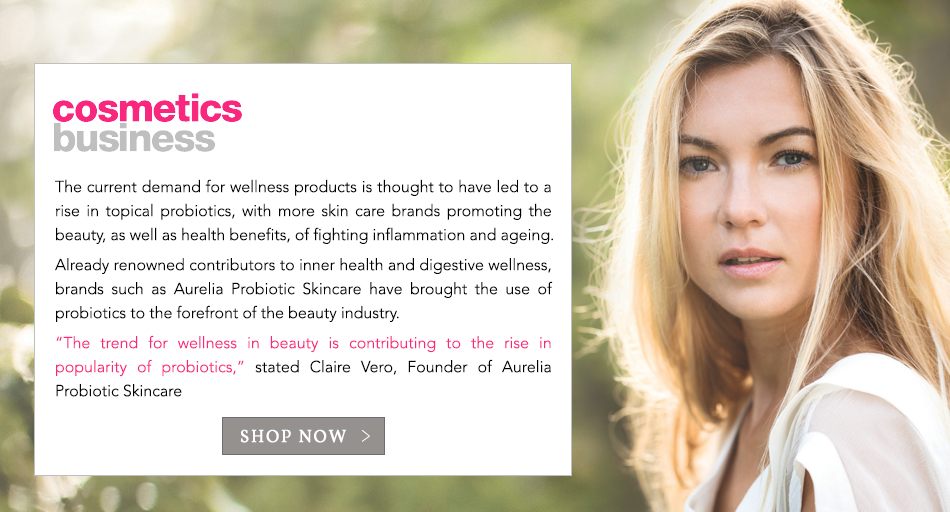 cosmetics
business
The current demand for wellness products is thought to have led to a
rise in topical probiotics, with more skin care brands promoting the
beauty, as well as health benefits, of fighting inflammation and ageing.
Already renowned contributors to inner health and digestive wellness,
brands such as Aurelia Probiotic Skincare have brought the use of
probiotics to the forefront of the beauty industry.
“The trend for wellness in beauty is contributing to the rise in
popularity of probiotics,” stated Claire Vero, Founder of Aurelia
Probiotic Skincare
SHOP NOW >